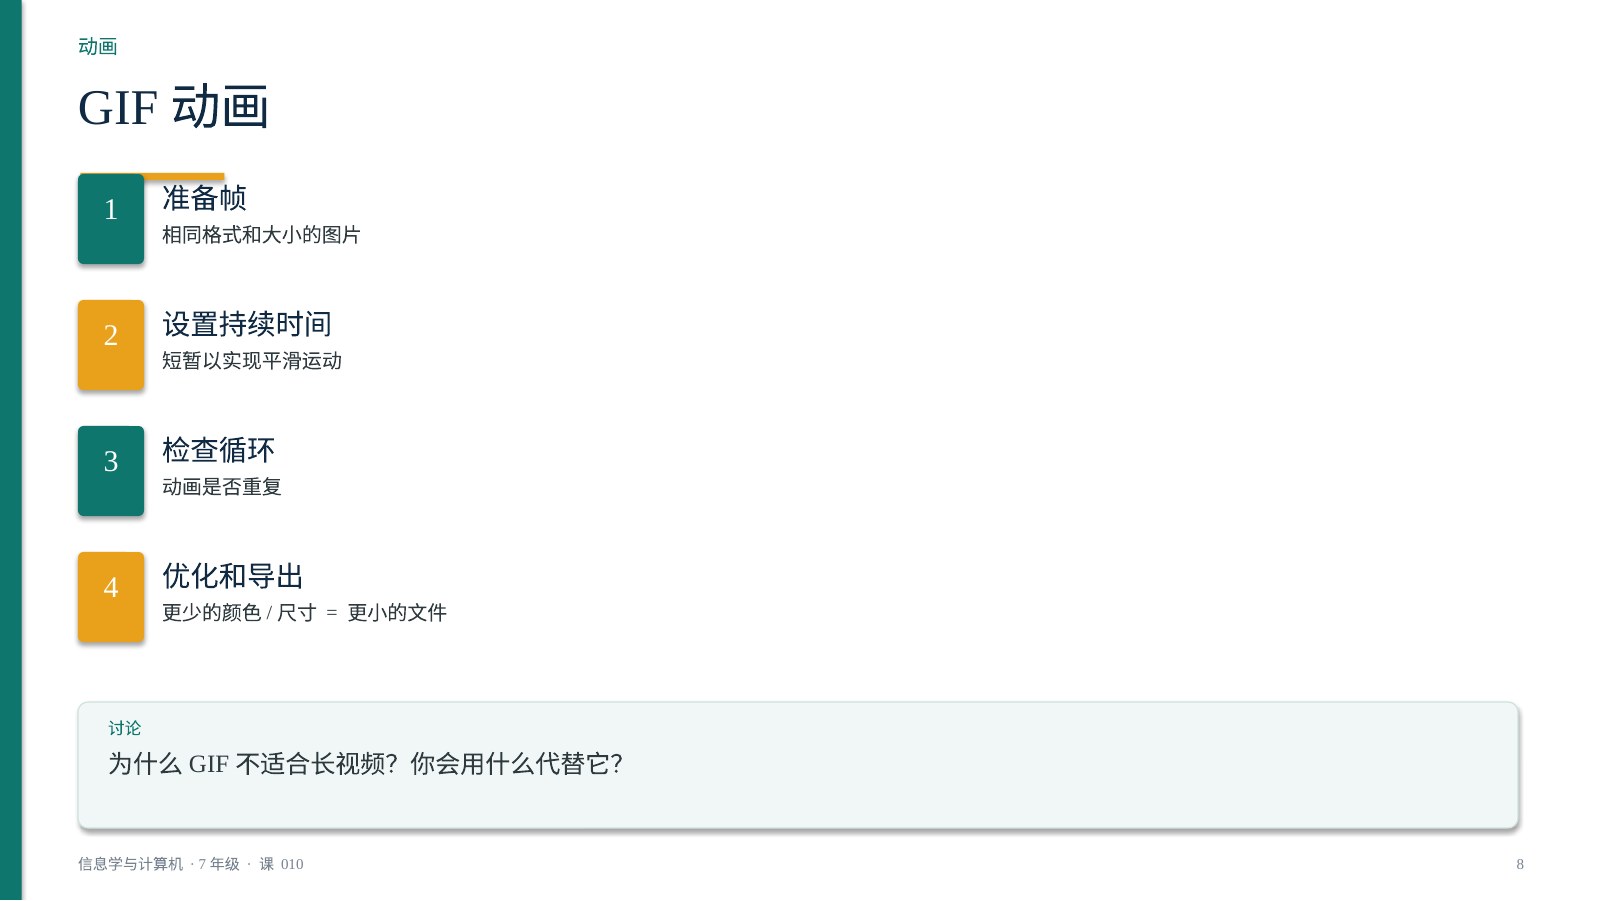 动画
GIF 动画
1
准备帧
相同格式和大小的图片
2
设置持续时间
短暂以实现平滑运动
3
检查循环
动画是否重复
4
优化和导出
更少的颜色 / 尺寸 = 更小的文件
讨论
为什么 GIF 不适合长视频？你会用什么代替它？
信息学与计算机 · 7 年级 · 课 010
8